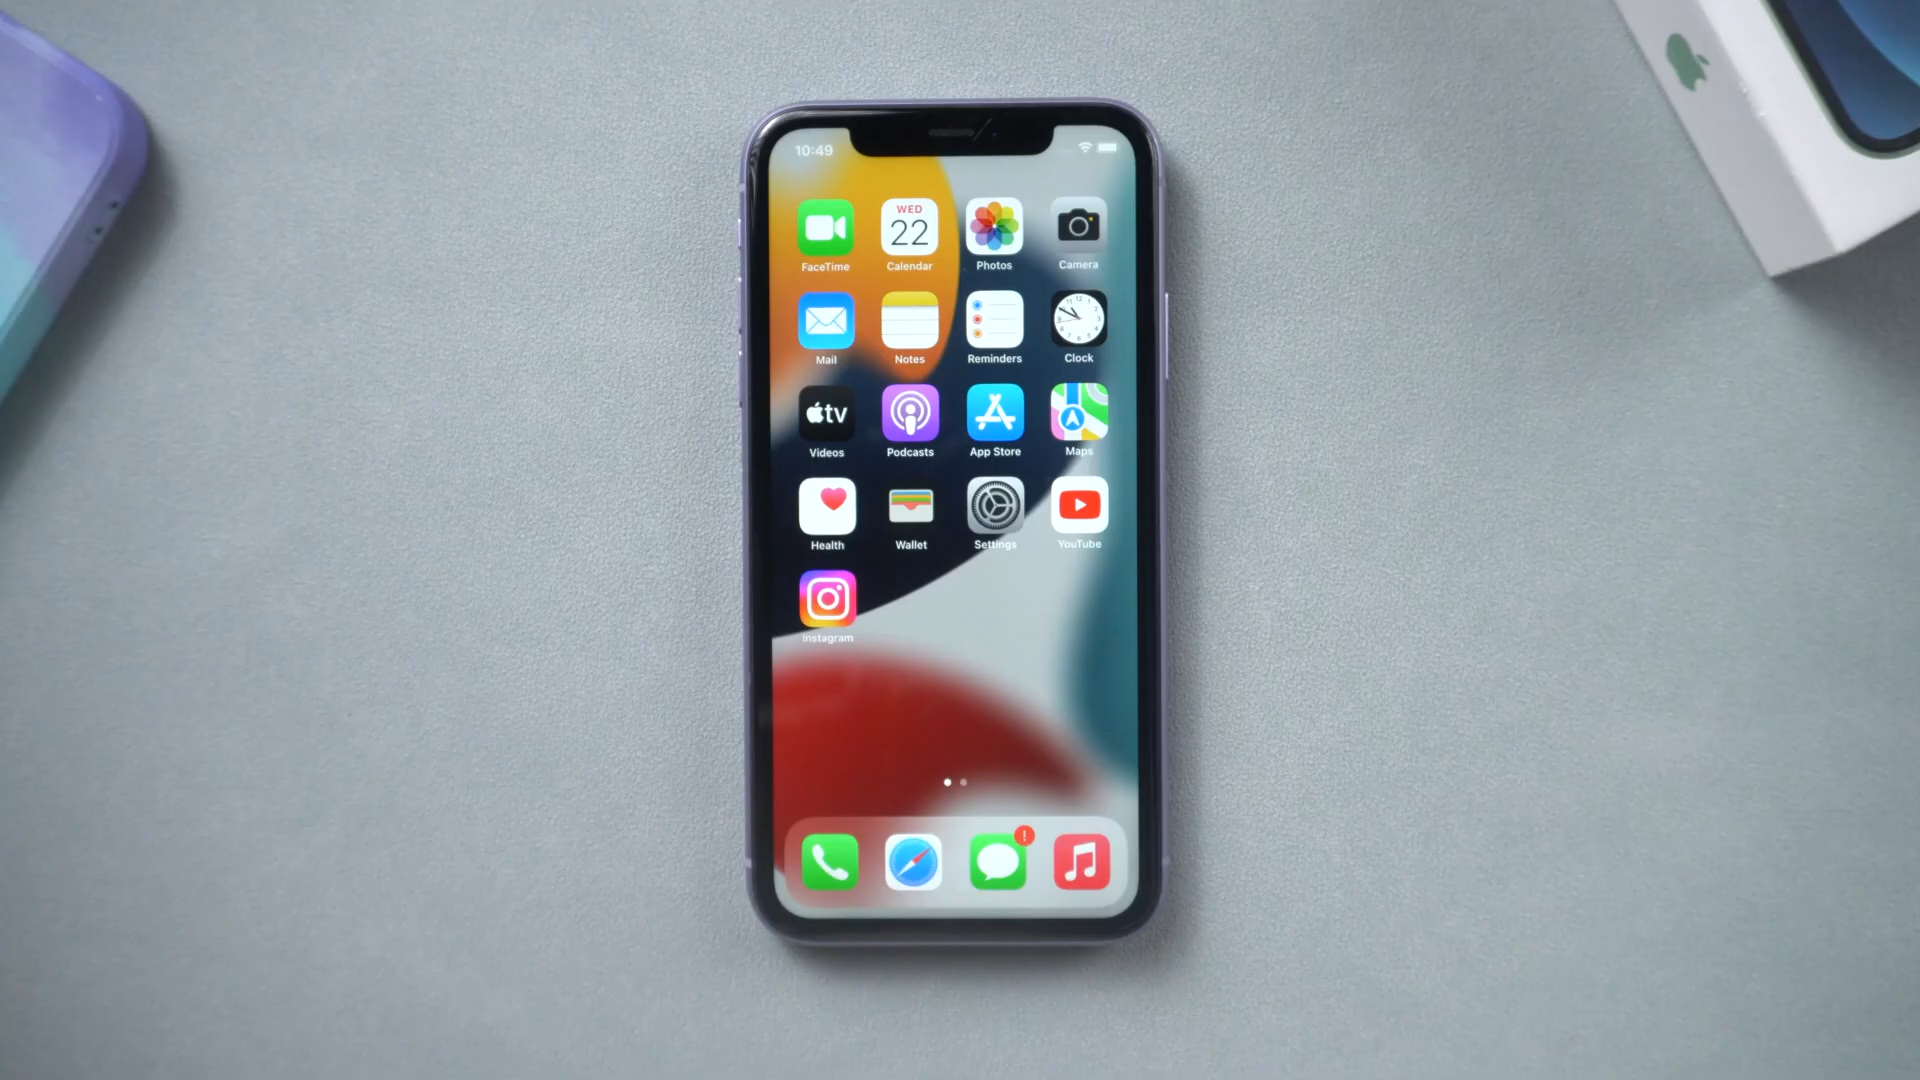 10:49
WED
22
FaceTime
Calendar
Photos
Camera
Mail
Notes
Reminders
Clock
tv
Videos
Podcasts
App Store
Maps
Health
Wallet
Settings
YouTube
Instagram
!